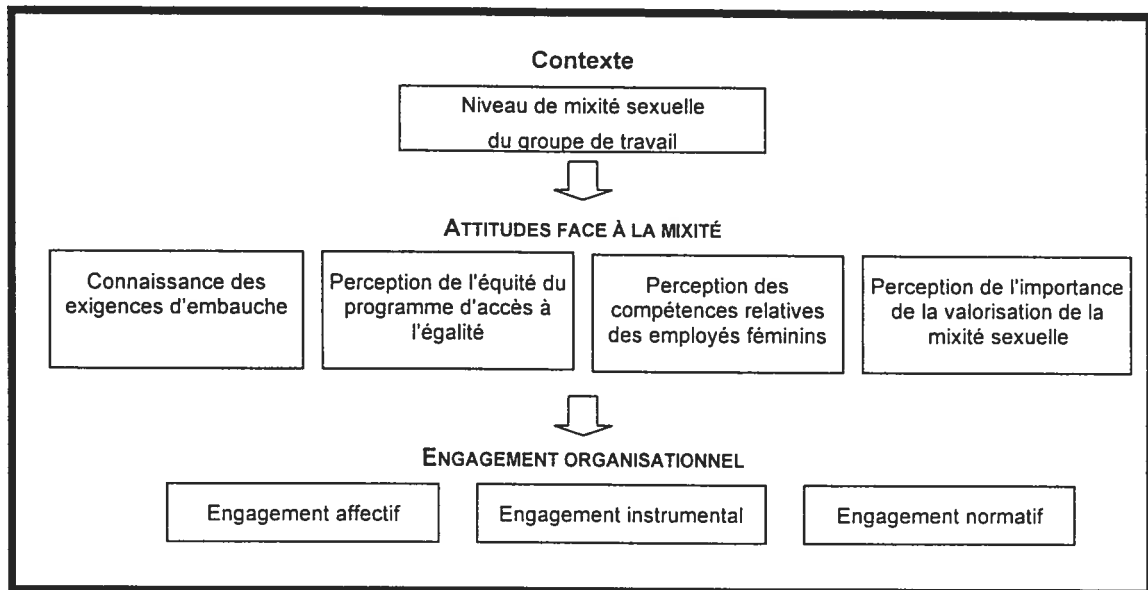 Contexte
Niveau de mixité sexuelle
du groupe de travail
ATTITUDES FACE À LA MIXITÉ
Connaissance des
exigences d'embauche
Perception de l'équité du
programme d'accès à
l'égalité
Perception des
compétences relatives
des employés féminins
Perception de l'importance
de la valorisation de la
mixité sexuelle
ENGAGEMENT ORGANISATIONNEL
Engagement affectif
Engagement instrumental
Engagement normatif